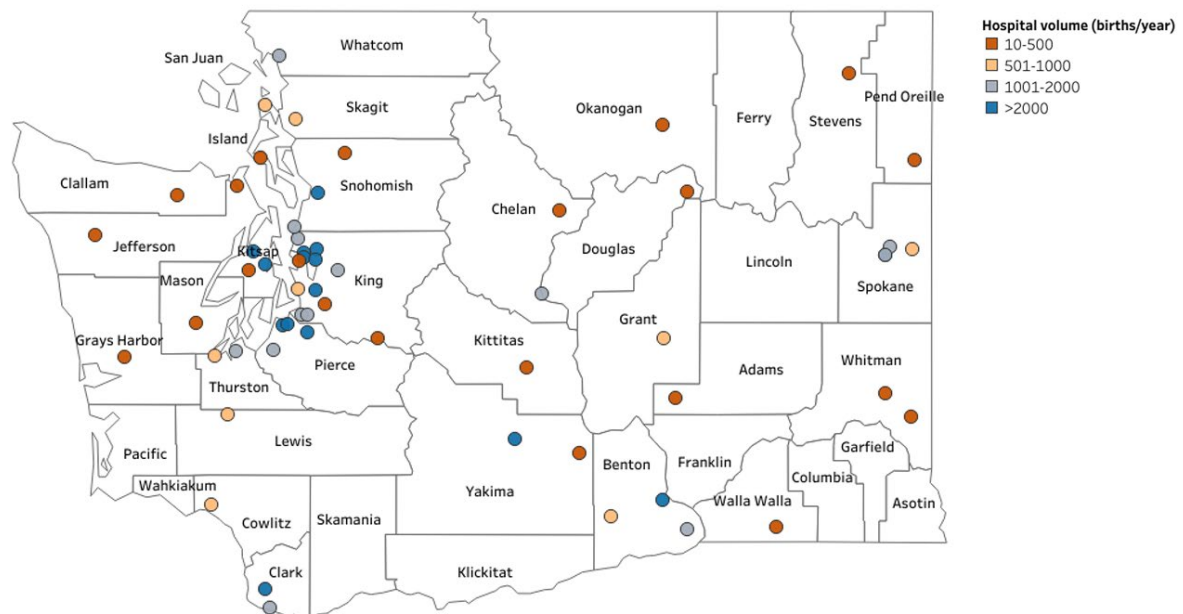 Hospital volume (births/year)
10-500
501-1000
1001-2000
>2000
Whatcom
San Juan
Skagit
Okanogan
Ferry
Stevens
Pend Oreille
Island
Clallam
Snohomish
Chelan
Jefferson
Kitsap
Douglas
Lincoln
Mason
King
Spokane
Grant
Grays Harbor
Kittitas
Pierce
Adams
Whitman
Thurston
Lewis
Pacific
Garfield
Benton
Franklin
Columbia
Wahkiakum
Yakima
Walla Walla
Asotin
Cowlitz
Skamania
Clark
Klickitat